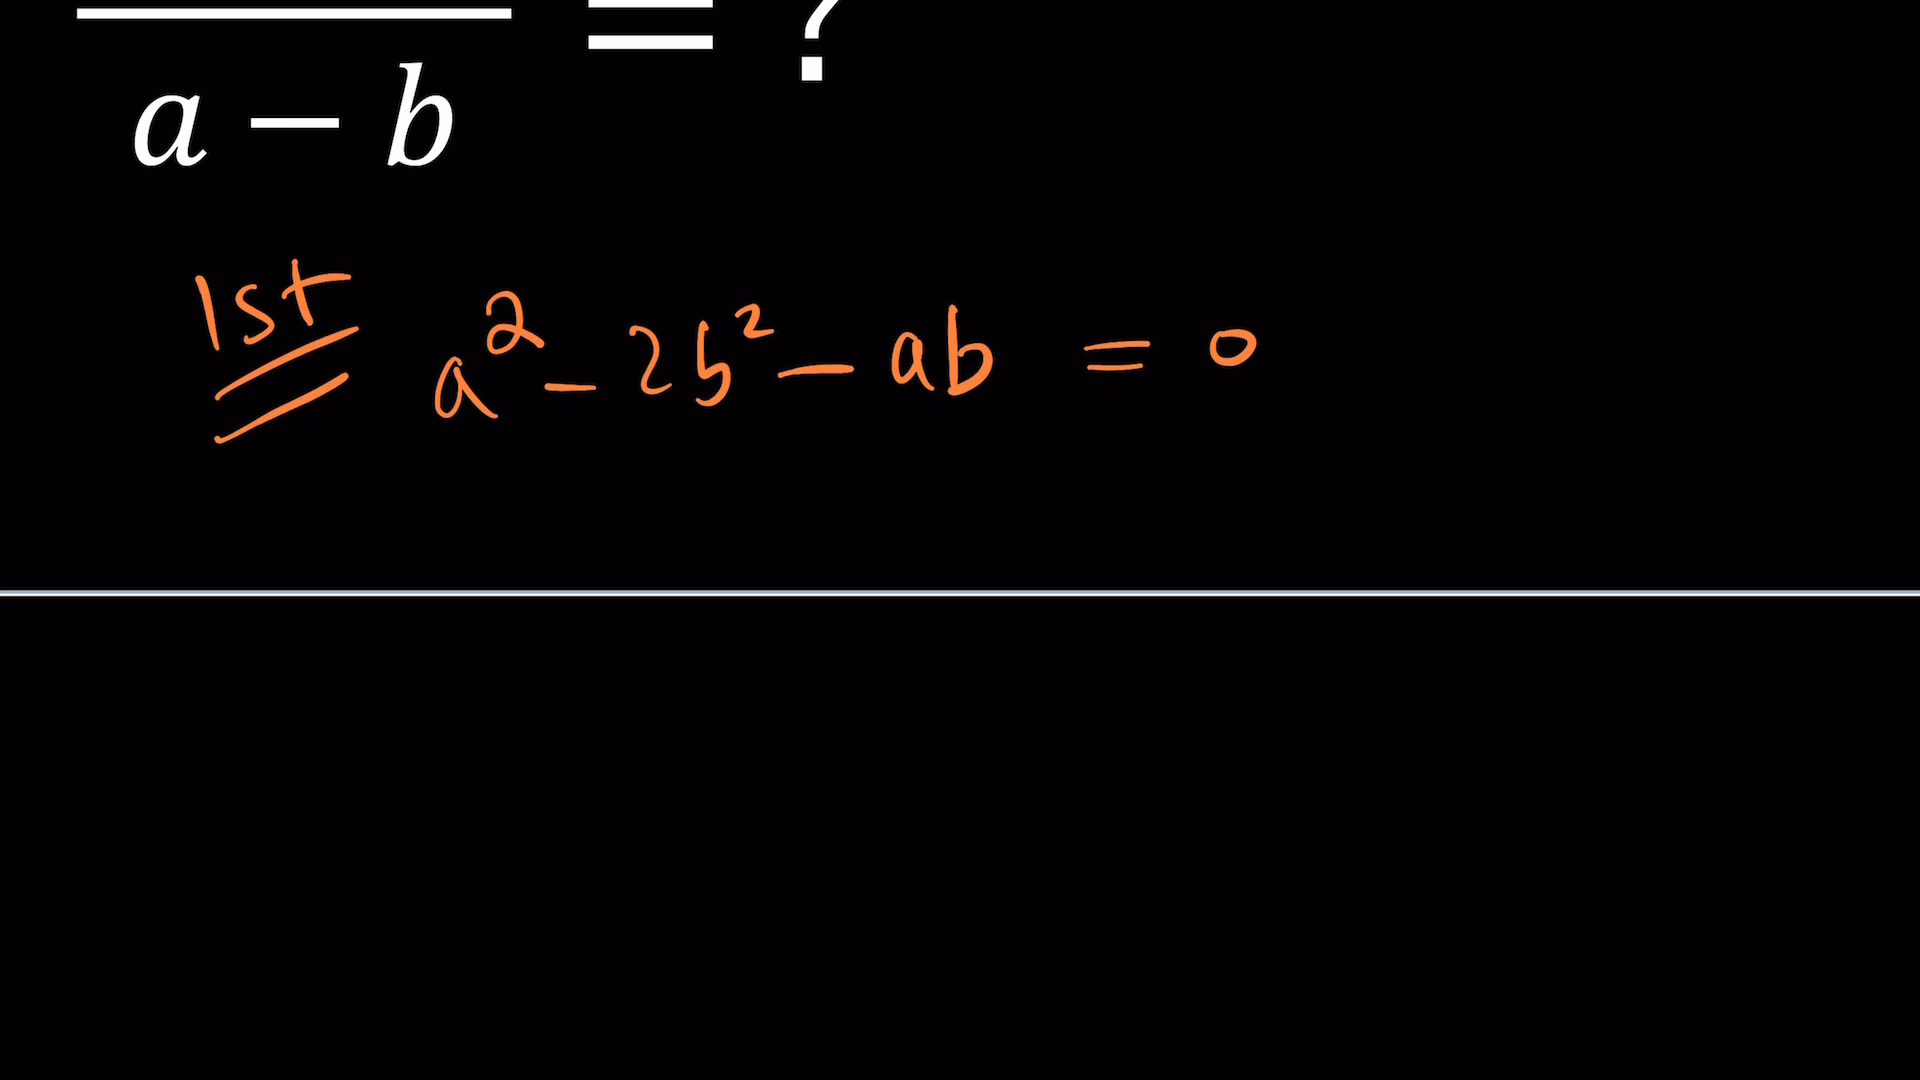 = ?
a − b
1st a² − 2b² − ab = 0